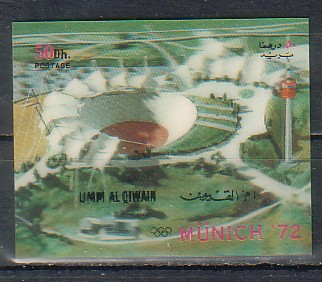 50Dh.
POSTAGE
٥٠ درهما
بريد
UMM AL QIWAIN
ام القيوين
MUNICH '72